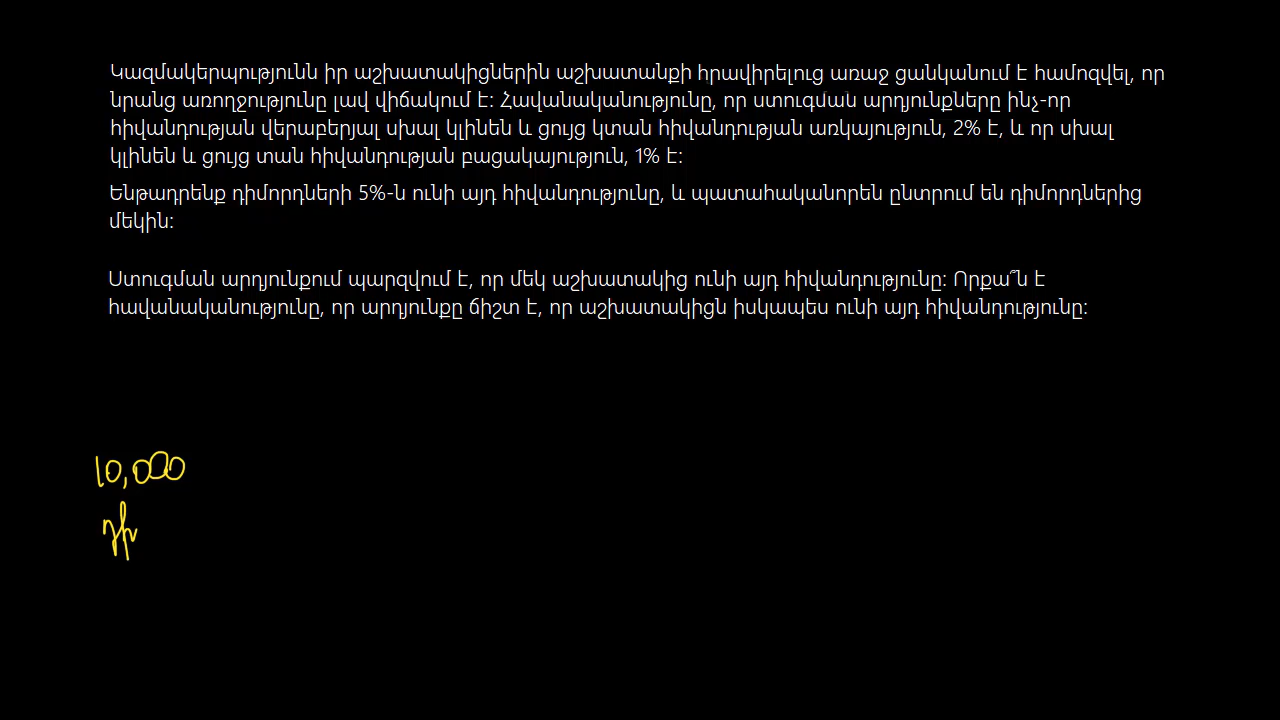 Կազմակերպությունն իր աշխատակիցներին աշխատանքի հրավիրելուց առաջ ցանկանում է համոզվել, որ
նրանց առողջությունը լավ վիճակում է: Հավանականությունը, որ ստուգման արդյունքները ինչ-որ
հիվանդության վերաբերյալ սխալ կլինեն և ցույց կտան հիվանդության առկայություն, 2% է, և որ սխալ
կլինեն և ցույց տան հիվանդության բացակայություն, 1% է:
Ենթադրենք դիմորդների 5%-ն ունի այդ հիվանդությունը, և պատահականորեն ընտրում են դիմորդներից
մեկին:
Ստուգման արդյունքում պարզվում է, որ մեկ աշխատակից ունի այդ հիվանդությունը: Որքա՞ն է
հավանականությունը, որ արդյունքը ճիշտ է, որ աշխատակիցն իսկապես ունի այդ հիվանդությունը:
10,000
դի